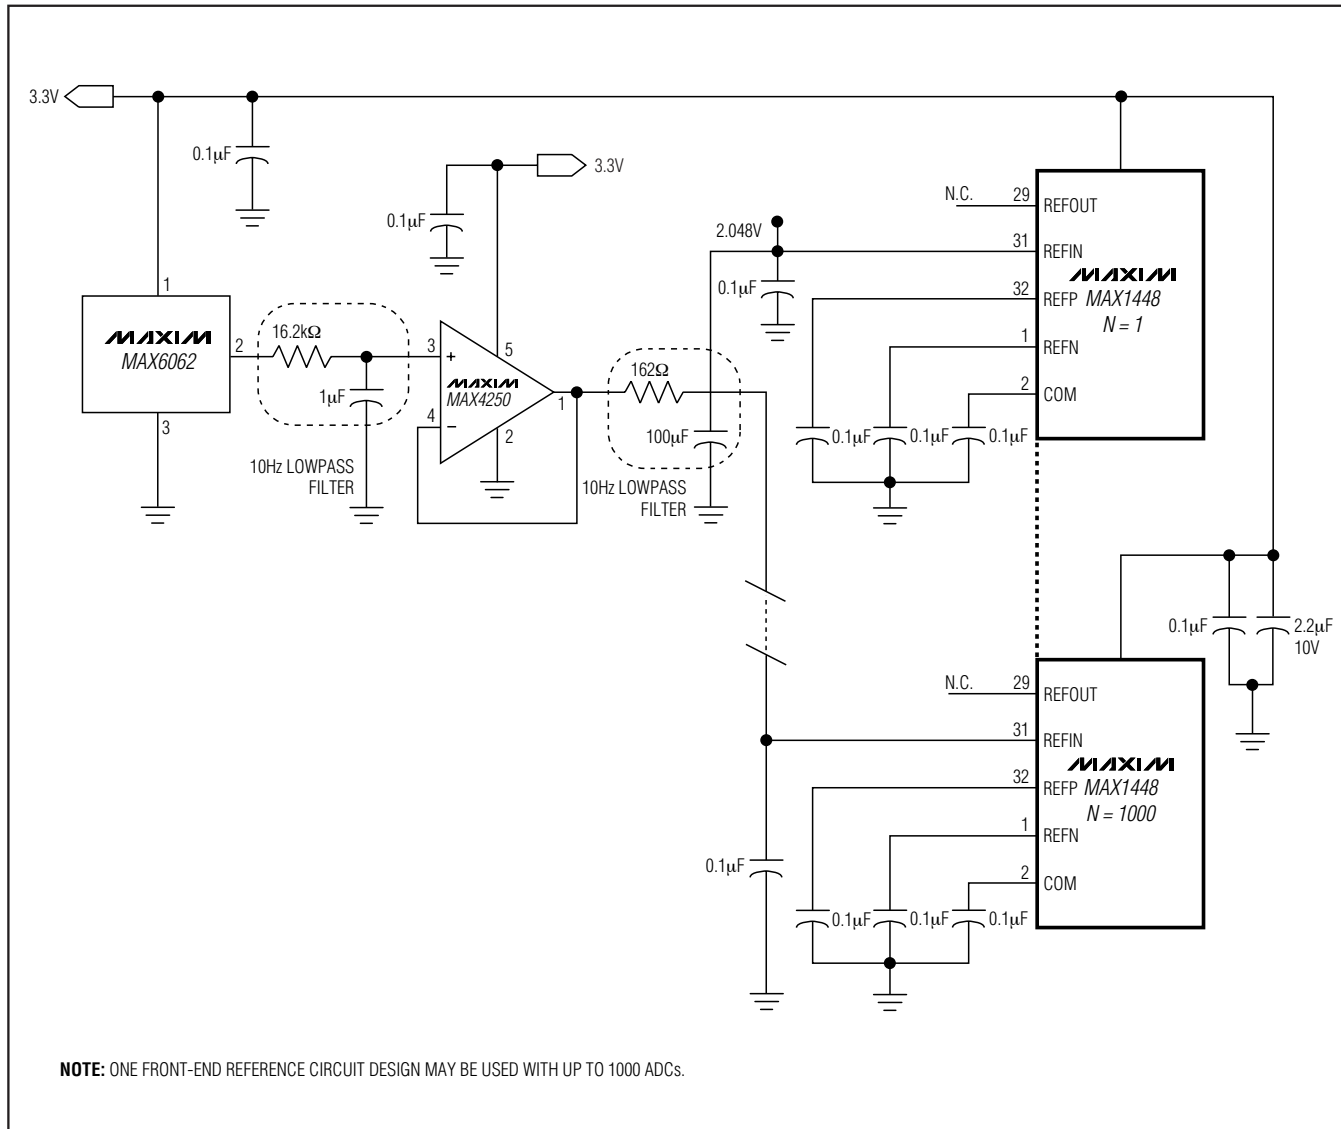 3.3V
0.1μF
3.3V
0.1μF
N.C.
29
REFOUT
2.048V
31
REFIN
0.1μF
MAXIM
MAX1448
N = 1
32
REFP
1
REFN
2
COM
0.1μF
0.1μF
0.1μF
1
MAXIM
MAX6062
2
3
16.2kΩ
1μF
10Hz LOWPASS
FILTER
3
+
5
MAXIM
MAX4250
1
4
−
2
162Ω
100μF
10Hz LOWPASS
FILTER
0.1μF
2.2μF
10V
N.C.
29
REFOUT
31
REFIN
MAXIM
32
REFP
MAX1448
N = 1000
1
REFN
2
COM
0.1μF
0.1μF
0.1μF
0.1μF
NOTE: ONE FRONT-END REFERENCE CIRCUIT DESIGN MAY BE USED WITH UP TO 1000 ADCs.